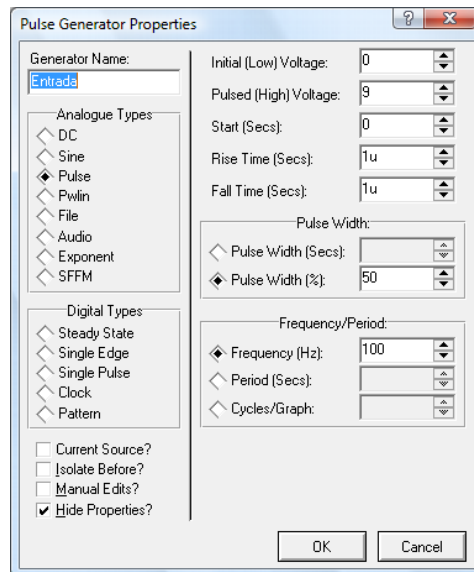 Pulse Generator Properties
?
Generator Name:
Entrada
Analogue Types
DC
Sine
Pulse
Pwlin
File
Audio
Exponent
SFFM
Digital Types
Steady State
Single Edge
Single Pulse
Clock
Pattern
Current Source?
Isolate Before?
Manual Edits?
Hide Properties?
Initial (Low) Voltage: 0
Pulsed (High) Voltage: 9
Start (Secs): 0
Rise Time (Secs): 1u
Fall Time (Secs): 1u
Pulse Width:
Pulse Width (Secs):
Pulse Width (%): 50
Frequency/Period:
Frequency (Hz): 100
Period (Secs):
Cycles/Graph:
OK Cancel